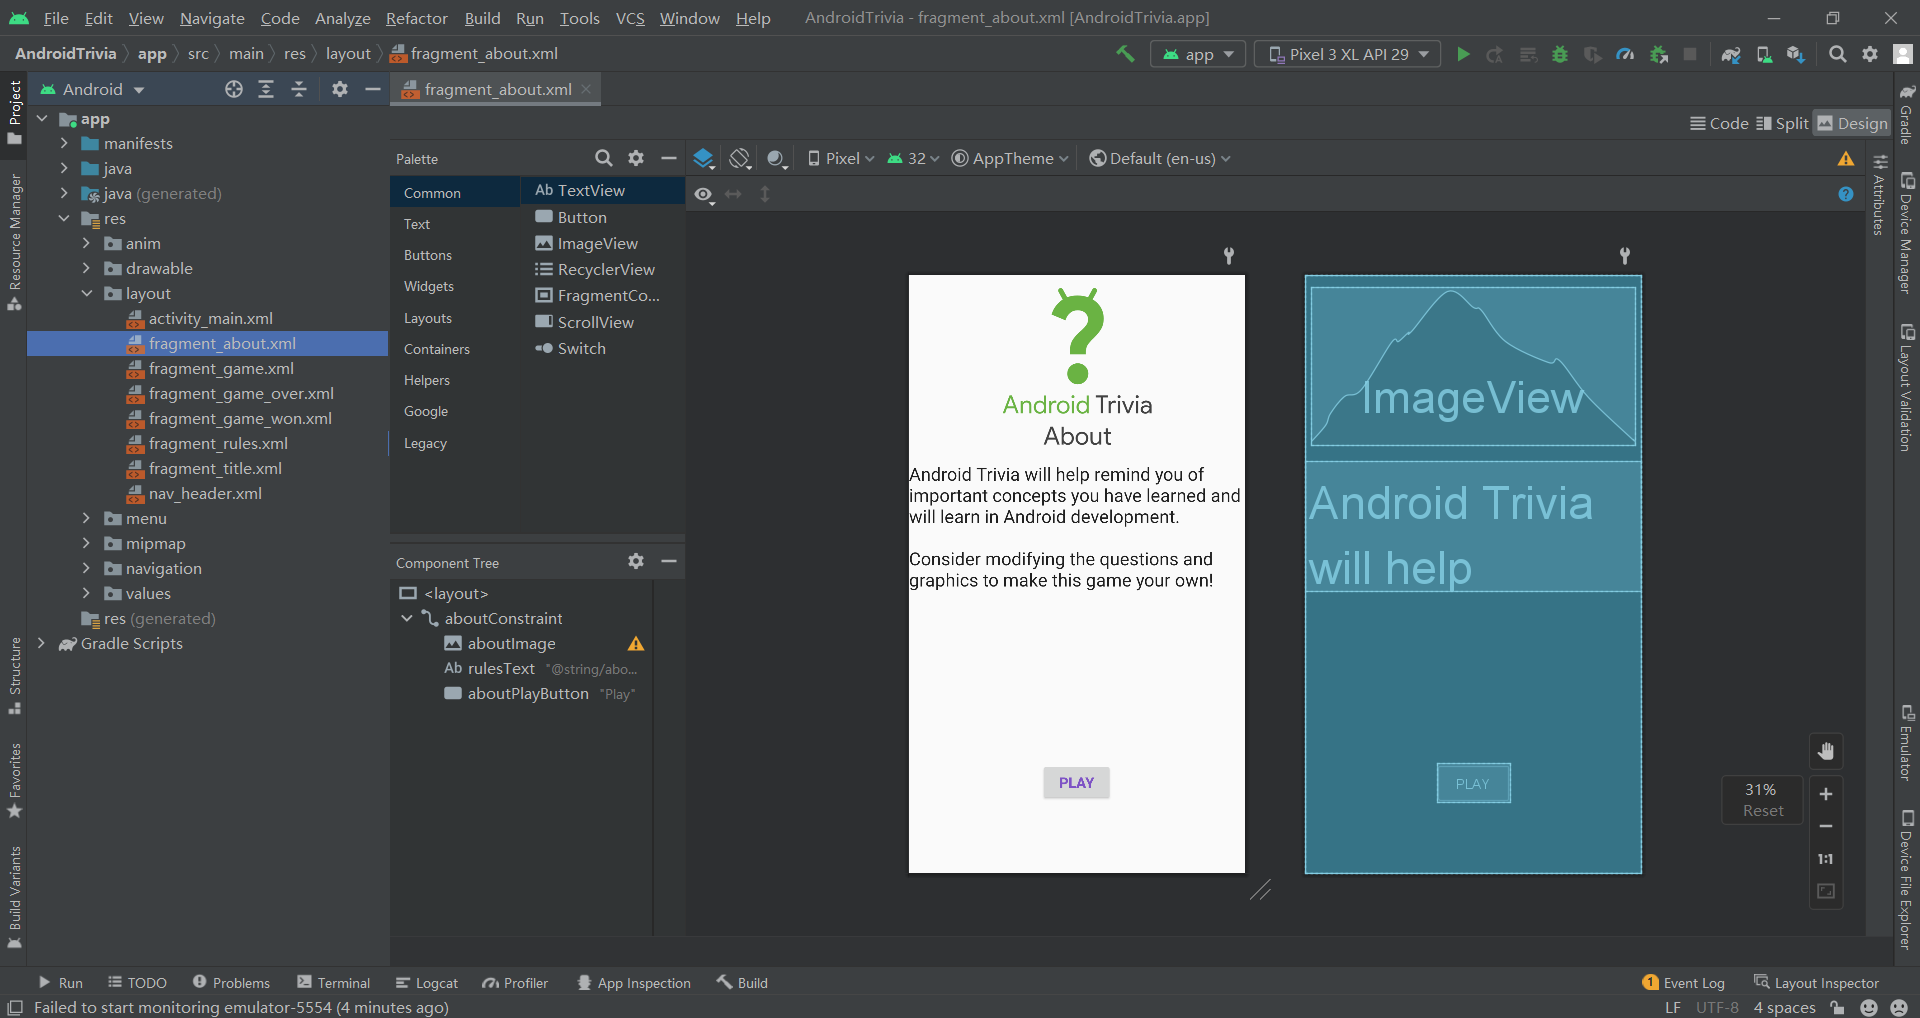 File Edit View Navigate Code Analyze Refactor Build Run Tools VCS Window Help AndroidTrivia - fragment_about.xml [AndroidTrivia.app]
AndroidTrivia app src main res layout fragment_about.xml app Pixel 3 XL API 29
Android
fragment_about.xml
Code Split Design
Project
Resource Manager
Structure
Favorites
Build Variants
app
manifests
java
java (generated)
res
anim
drawable
layout
activity_main.xml
fragment_about.xml
fragment_game.xml
fragment_game_over.xml
fragment_game_won.xml
fragment_rules.xml
fragment_title.xml
nav_header.xml
menu
mipmap
navigation
values
res (generated)
Gradle Scripts
Palette
Common
Text
Buttons
Widgets
Layouts
Containers
Helpers
Google
Legacy
Ab TextView
Button
ImageView
RecyclerView
FragmentCo...
ScrollView
Switch
Component Tree
<layout>
aboutConstraint
aboutImage
Ab rulesText "@string/abo...
aboutPlayButton "Play"
Pixel 32 AppTheme Default (en-us)
?
Android Trivia
About
Android Trivia will help remind you of
important concepts you have learned and
will learn in Android development.
Consider modifying the questions and
graphics to make this game your own!
PLAY
ImageView
Android Trivia
will help
PLAY
31%
Reset
1:1
Attributes
Gradle
Device Manager
Layout Validation
Emulator
Device File Explorer
Run TODO Problems Terminal Logcat Profiler App Inspection Build 1 Event Log Layout Inspector
Failed to start monitoring emulator-5554 (4 minutes ago) LF UTF-8 4 spaces